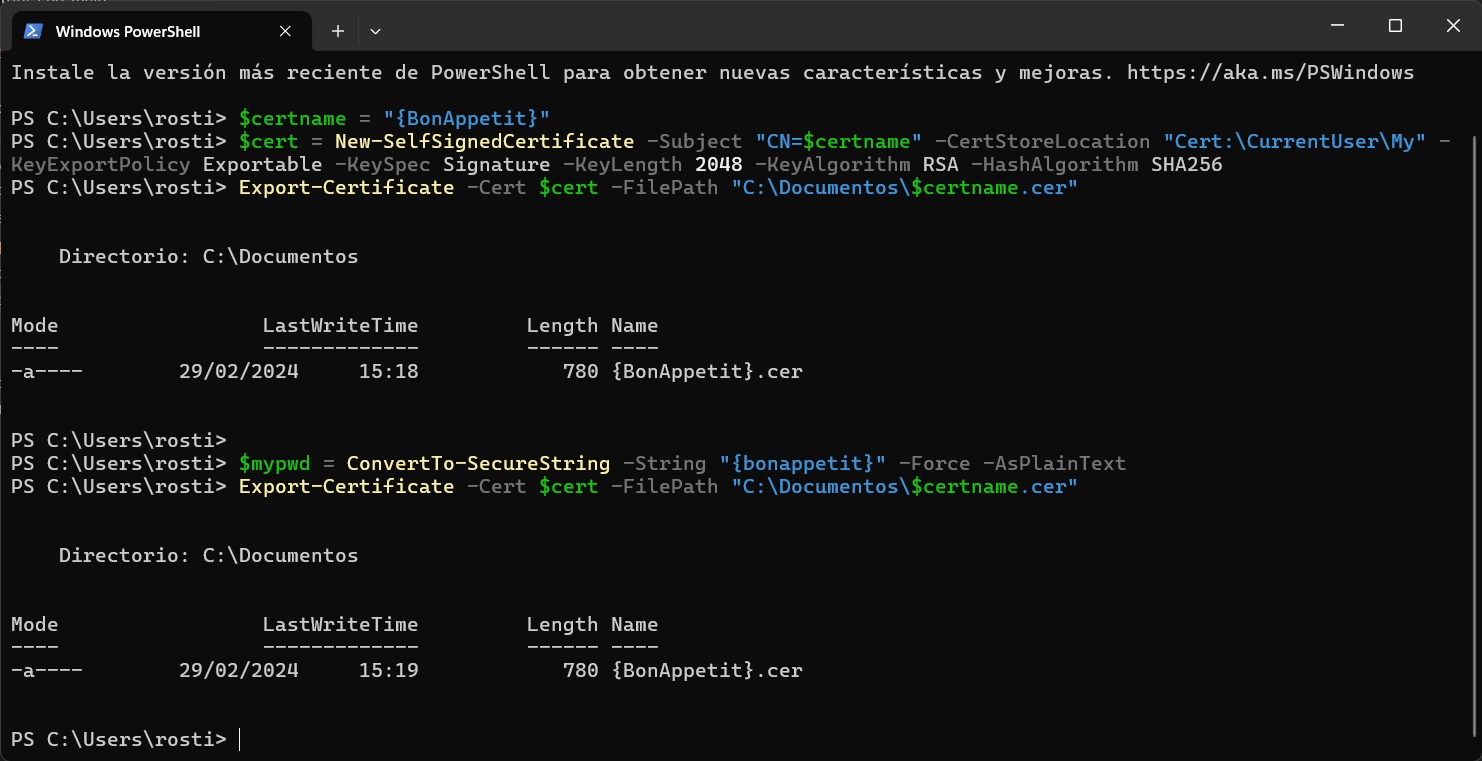 Windows PowerShell
Instale la versión más reciente de PowerShell para obtener nuevas características y mejoras. https://aka.ms/PSWindows
PS C:\Users\rosti> $certname = "{BonAppetit}"
PS C:\Users\rosti> $cert = New-SelfSignedCertificate -Subject "CN=$certname" -CertStoreLocation "Cert:\CurrentUser\My" -
KeyExportPolicy Exportable -KeySpec Signature -KeyLength 2048 -KeyAlgorithm RSA -HashAlgorithm SHA256
PS C:\Users\rosti> Export-Certificate -Cert $cert -FilePath "C:\Documentos\$certname.cer"
Directorio: C:\Documentos
Mode                 LastWriteTime         Length Name
----                 -------------         ------ ----
-a----        29/02/2024     15:18            780 {BonAppetit}.cer
PS C:\Users\rosti>
PS C:\Users\rosti> $mypwd = ConvertTo-SecureString -String "{bonappetit}" -Force -AsPlainText
PS C:\Users\rosti> Export-Certificate -Cert $cert -FilePath "C:\Documentos\$certname.cer"
Directorio: C:\Documentos
Mode                 LastWriteTime         Length Name
----                 -------------         ------ ----
-a----        29/02/2024     15:19            780 {BonAppetit}.cer
PS C:\Users\rosti>